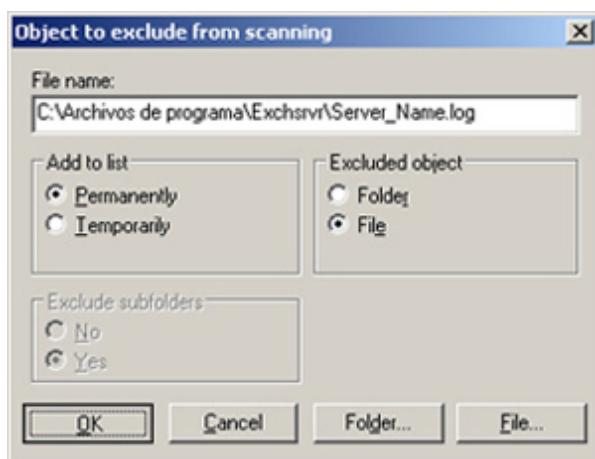 Object to exclude from scanning
File name:
C:\Archivos de programa\Exchsrvr\Server_Name.log
Add to list
Permanently
Temporarily
Excluded object
Folder
File
Exclude subfolders
No
Yes
OK
Cancel
Folder...
File...